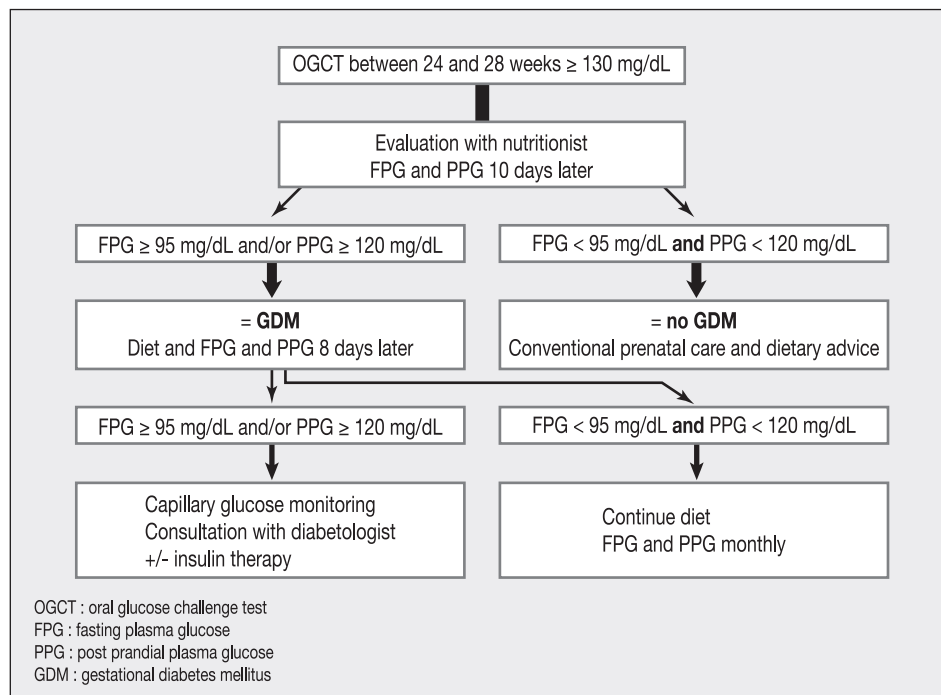 OGCT between 24 and 28 weeks ≥ 130 mg/dL
Evaluation with nutritionist
FPG and PPG 10 days later
FPG ≥ 95 mg/dL and/or PPG ≥ 120 mg/dL
FPG < 95 mg/dL and PPG < 120 mg/dL
= GDM
Diet and FPG and PPG 8 days later
= no GDM
Conventional prenatal care and dietary advice
FPG ≥ 95 mg/dL and/or PPG ≥ 120 mg/dL
FPG < 95 mg/dL and PPG < 120 mg/dL
Capillary glucose monitoring
Consultation with diabetologist
+/- insulin therapy
Continue diet
FPG and PPG monthly
OGCT : oral glucose challenge test
FPG : fasting plasma glucose
PPG : post prandial plasma glucose
GDM : gestational diabetes mellitus